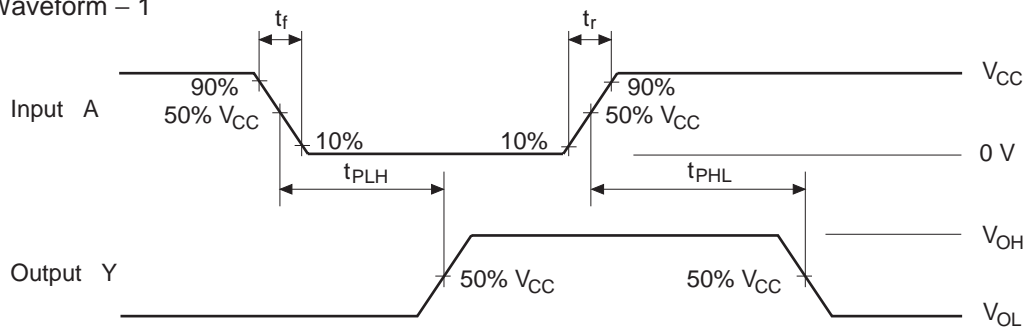 Waveform – 1
tf
tr
VCC
90%
90%
Input A
50% VCC
50% VCC
10%
10%
0 V
tPLH
tPHL
VOH
Output Y
50% VCC
50% VCC
VOL